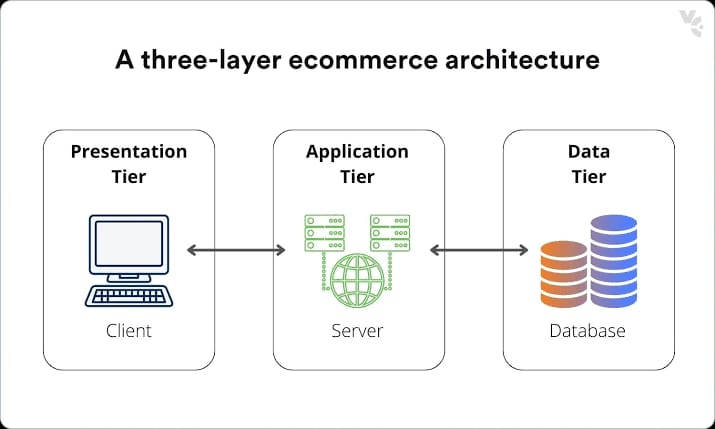 A three-layer ecommerce architecture
Presentation
Tier
Client
Application
Tier
Server
Data
Tier
Database